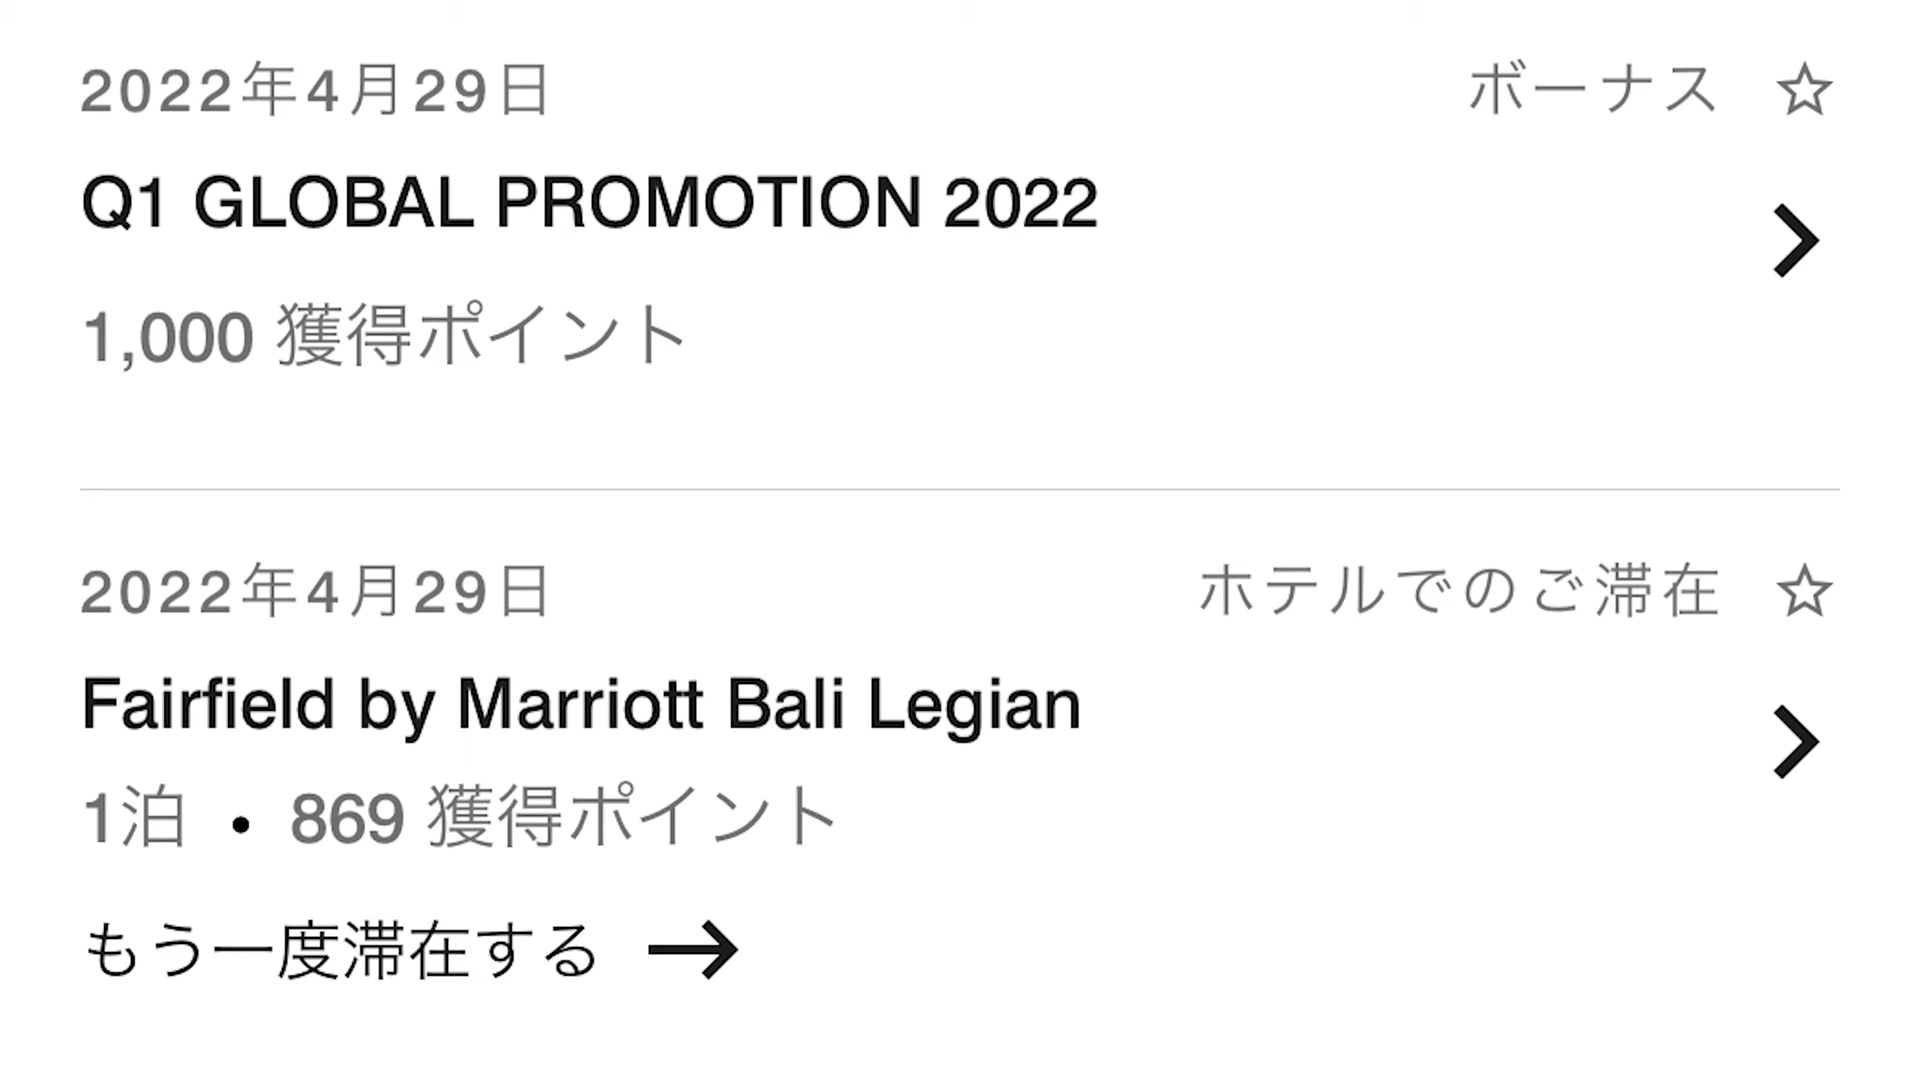 2022年4月29日 ボーナス
Q1 GLOBAL PROMOTION 2022
1,000 獲得ポイント
2022年4月29日 ホテルでのご滞在
Fairfield by Marriott Bali Legian
1泊 • 869 獲得ポイント
もう一度滞在する →